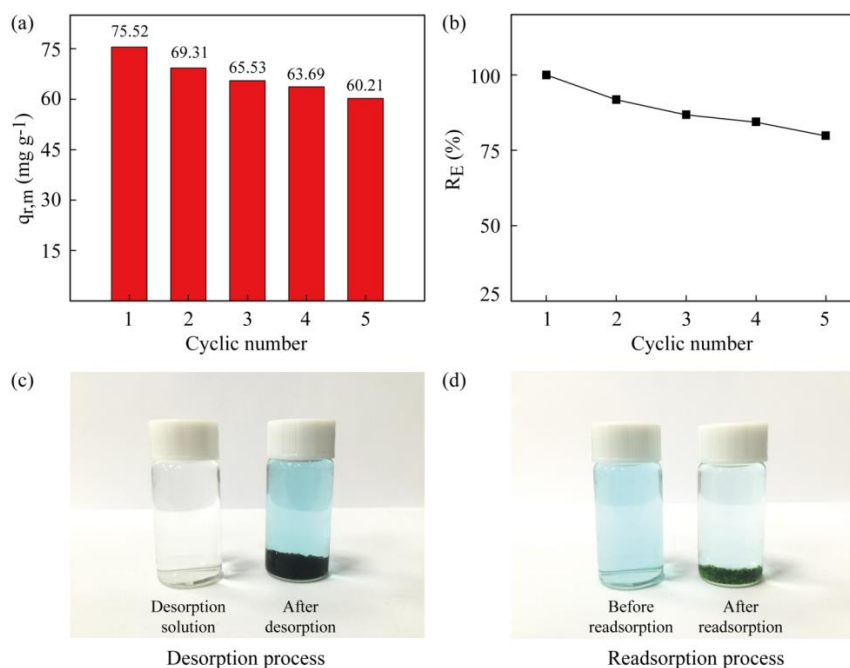 (a)
75.52
69.31
65.53
63.69
60.21
75
60
45
30
15
qr,m (mg g-1)
1 2 3 4 5
Cyclic number
(b)
100
75
50
25
RE (%)
1 2 3 4 5
Cyclic number
(c)
Desorption After
solution desorption
Desorption process
(d)
Before After
readsorption readsorption
Readsorption process